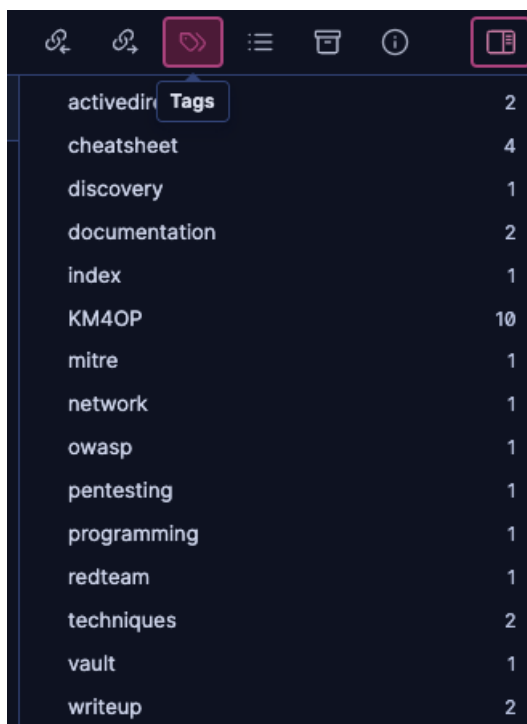 activedire Tags 2
cheatsheet 4
discovery 1
documentation 2
index 1
KM4OP 10
mitre 1
network 1
owasp 1
pentesting 1
programming 1
redteam 1
techniques 2
vault 1
writeup 2